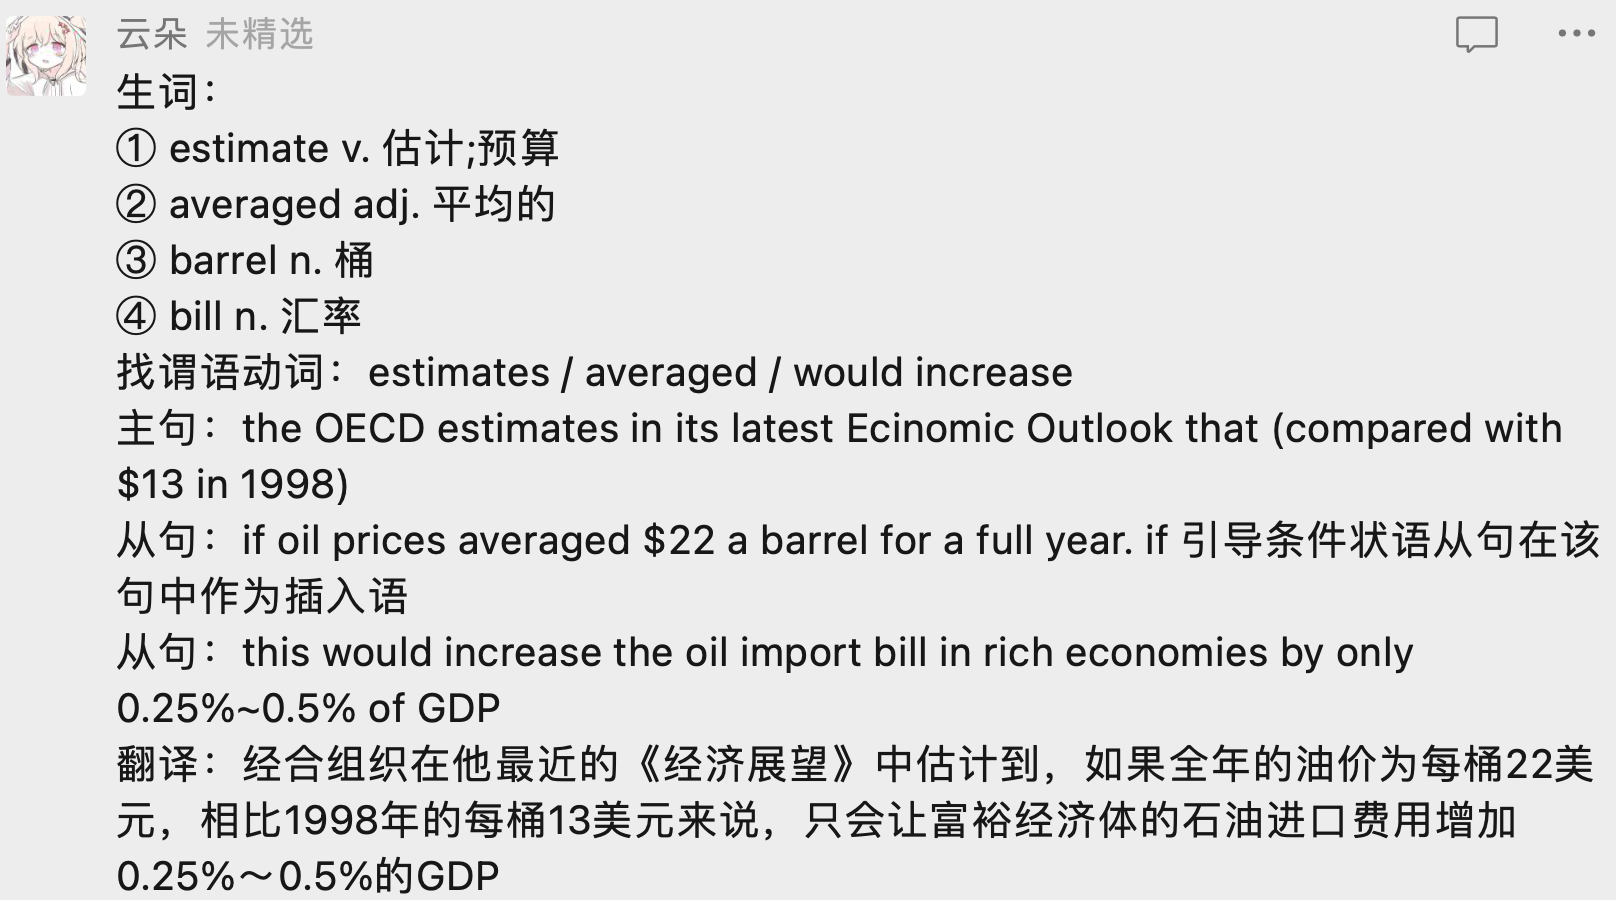 云朵 未精选
生词：
① estimate v. 估计;预算
② averaged adj. 平均的
③ barrel n. 桶
④ bill n. 汇率
找谓语动词：estimates / averaged / would increase
主句：the OECD estimates in its latest Ecinomic Outlook that (compared with
$13 in 1998)
从句：if oil prices averaged $22 a barrel for a full year. if 引导条件状语从句在该
句中作为插入语
从句：this would increase the oil import bill in rich economies by only
0.25%~0.5% of GDP
翻译：经合组织在他最近的《经济展望》中估计到，如果全年的油价为每桶22美
元，相比1998年的每桶13美元来说，只会让富裕经济体的石油进口费用增加
0.25%～0.5%的GDP